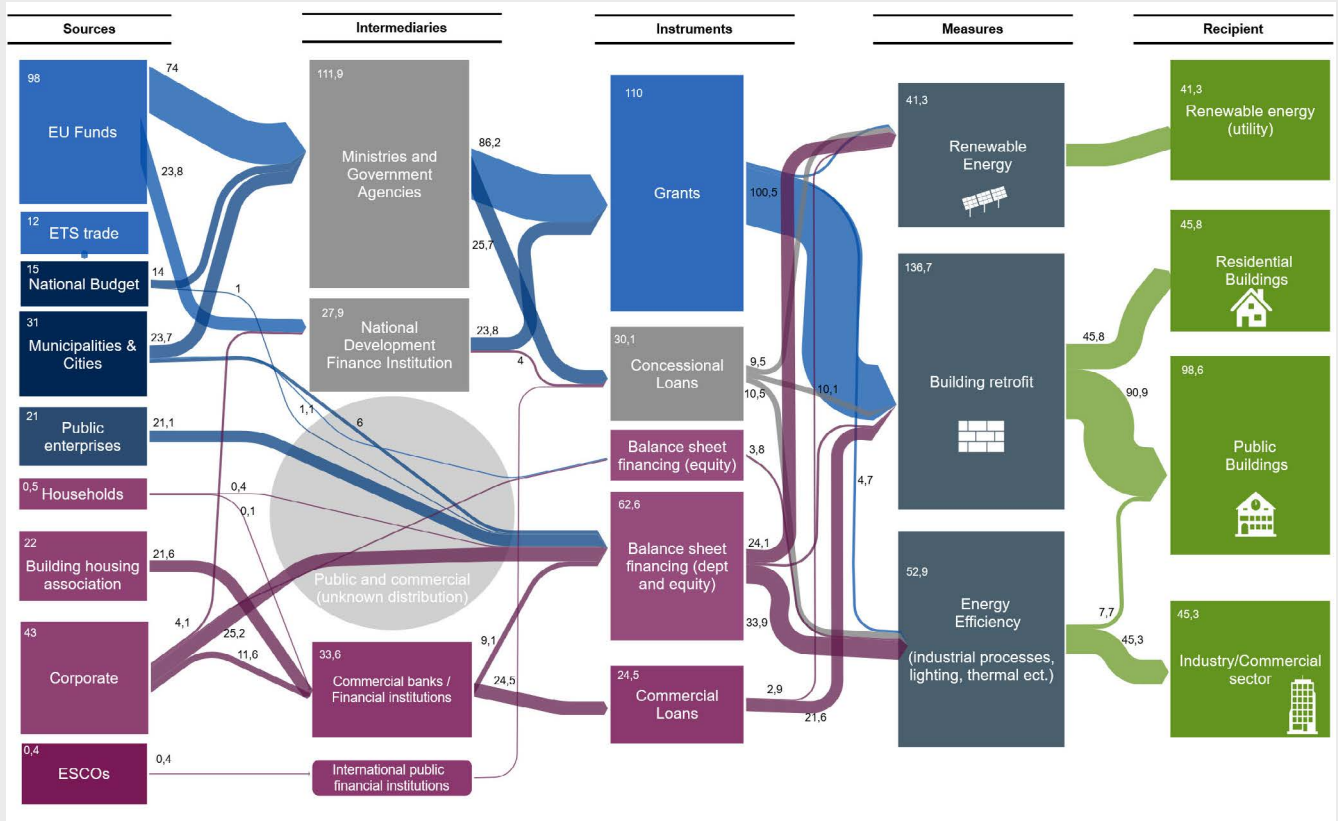 Sources
Intermediaries
Instruments
Measures
Recipient
98
EU Funds
12
ETS trade
15
National Budget
31
Municipalities &
Cities
21
Public
enterprises
0,5
Households
22
Building housing
association
43
Corporate
0,4
ESCOs
74
23,8
14
1
23,7
21,1
1,1
6
0,4
0,1
21,6
4,1
25,2
11,6
0,4
111,9
Ministries and
Government
Agencies
27,9
National
Development
Finance Institution
Public and commercial
(unknown distribution)
33,6
Commercial banks /
Financial institutions
International public
financial institutions
86,2
25,7
23,8
4
9,1
24,5
110
Grants
30,1
Concessional
Loans
Balance sheet
financing (equity)
62,6
Balance sheet
financing (dept
and equity)
24,5
Commercial
Loans
100,5
9,5
10,1
10,5
3,8
4,7
24,1
33,9
2,9
21,6
41,3
Renewable
Energy
136,7
Building retrofit
52,9
Energy
Efficiency
(industrial processes,
lighting, thermal ect.)
45,8
90,9
7,7
45,3
41,3
Renewable energy
(utility)
45,8
Residential
Buildings
98,6
Public
Buildings
45,3
Industry/Commercial
sector